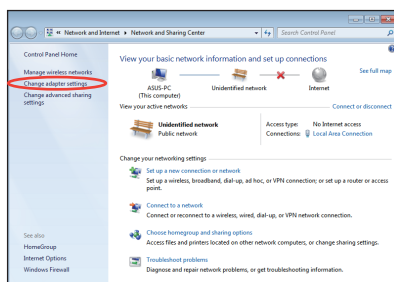 Network and Internet
Network and Sharing Center
Search Control Panel
Control Panel Home
Manage wireless networks
Change adapter settings
Change advanced sharing
settings
View your basic network information and set up connections
See full map
ASUS-PC
(This computer)
Unidentified network
Internet
View your active networks
Connect or disconnect
Unidentified network
Public network
Access type: No Internet access
Connections: Local Area Connection
Change your networking settings
Set up a new connection or network
Set up a wireless, broadband, dial-up, ad hoc, or VPN connection; or set up a router or access
point.
Connect to a network
Connect or reconnect to a wireless, wired, dial-up, or VPN network connection.
Choose homegroup and sharing options
Access files and printers located on other network computers, or change sharing settings.
Troubleshoot problems
Diagnose and repair network problems, or get troubleshooting information.
See also
HomeGroup
Internet Options
Windows Firewall